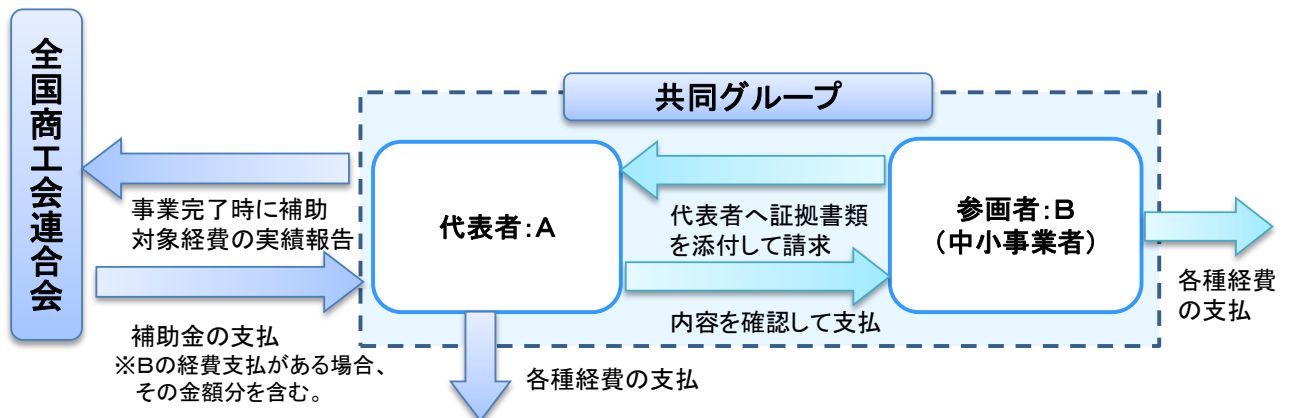 全国商工会連合会
共同グループ
事業完了時に補助
対象経費の実績報告
代表者:A
代表者へ証拠書類
を添付して請求
参画者:B
(中小事業者)
各種経費
の支払
補助金の支払
※Bの経費支払がある場合、
その金額分を含む。
内容を確認して支払
各種経費の支払